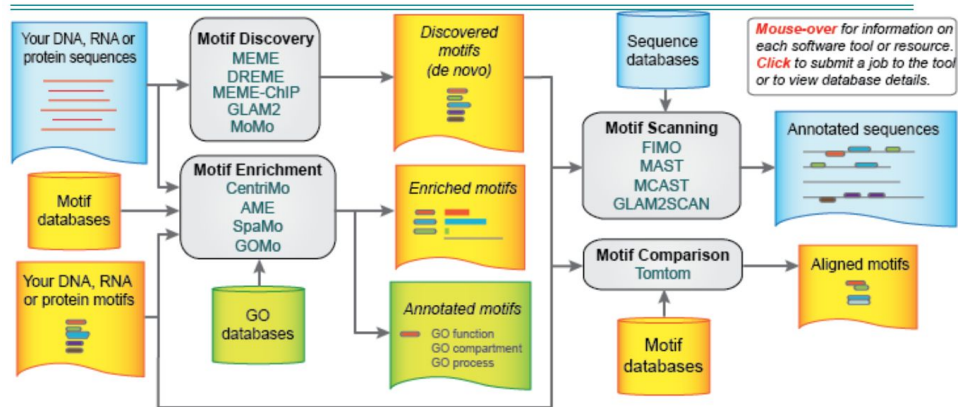 Your DNA, RNA or
protein sequences
Motif Discovery
MEME
DREME
MEME-ChIP
GLAM2
MoMo
Discovered
motifs
(de novo)
Sequence
databases
Mouse-over for information on
each software tool or resource.
Click to submit a job to the tool
or to view database details.
Motif
databases
Motif Enrichment
CentriMo
AME
SpaMo
GOMo
Enriched motifs
Motif Scanning
FIMO
MAST
MCAST
GLAM2SCAN
Annotated sequences
Your DNA, RNA
or protein motifs
GO
databases
Annotated motifs
GO function
GO compartment
GO process
Motif Comparison
Tomtom
Aligned motifs
Motif
databases